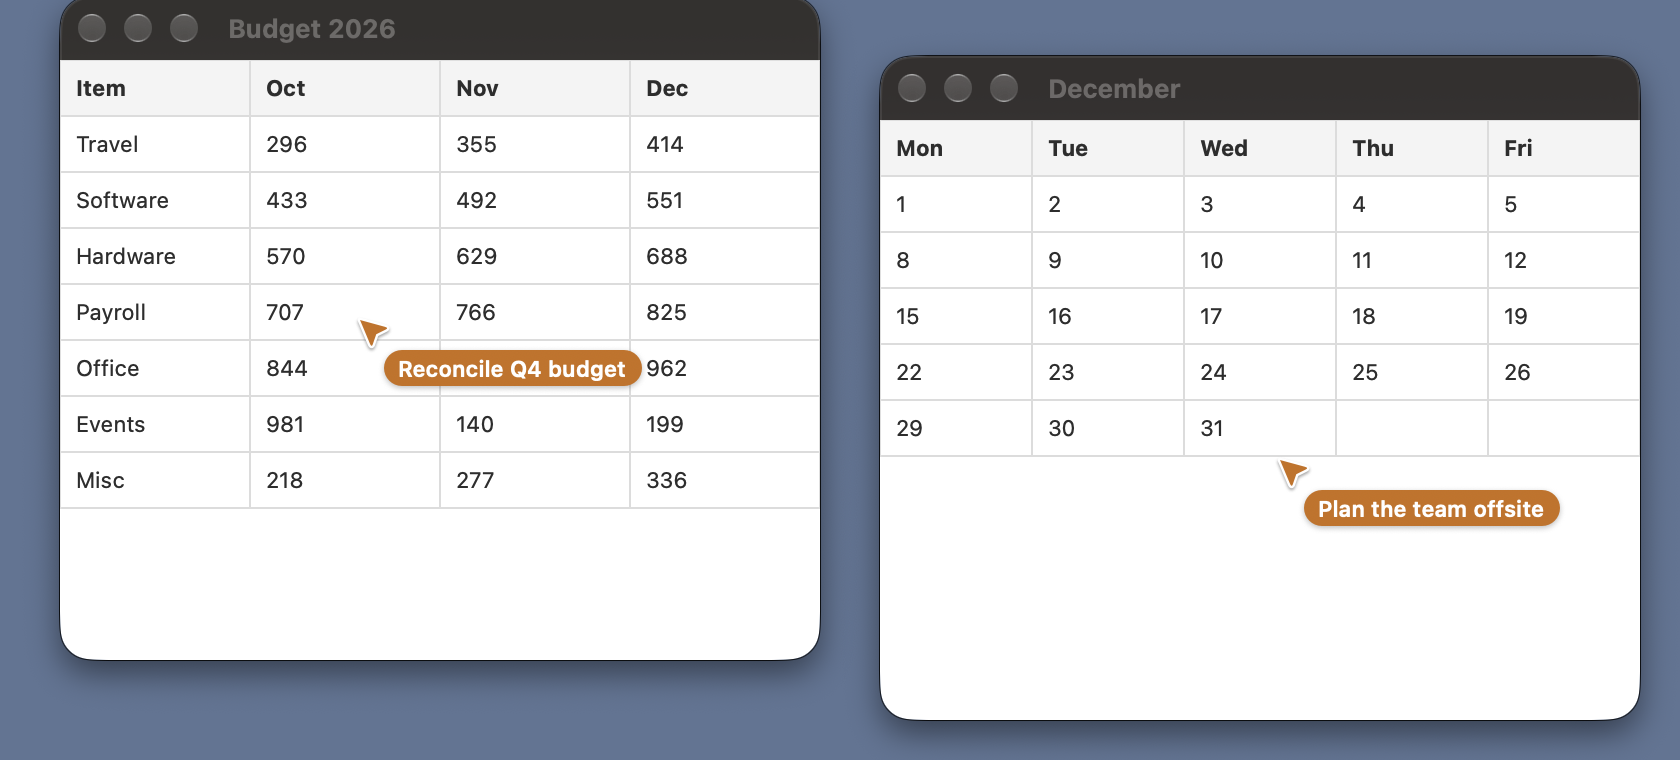 Budget 2026
Item Oct Nov Dec
Travel 296 355 414
Software 433 492 551
Hardware 570 629 688
Payroll 707 766 825
Office 844 962
Reconcile Q4 budget
Events 981 140 199
Misc 218 277 336
December
Mon Tue Wed Thu Fri
1 2 3 4 5
8 9 10 11 12
15 16 17 18 19
22 23 24 25 26
29 30 31
Plan the team offsite